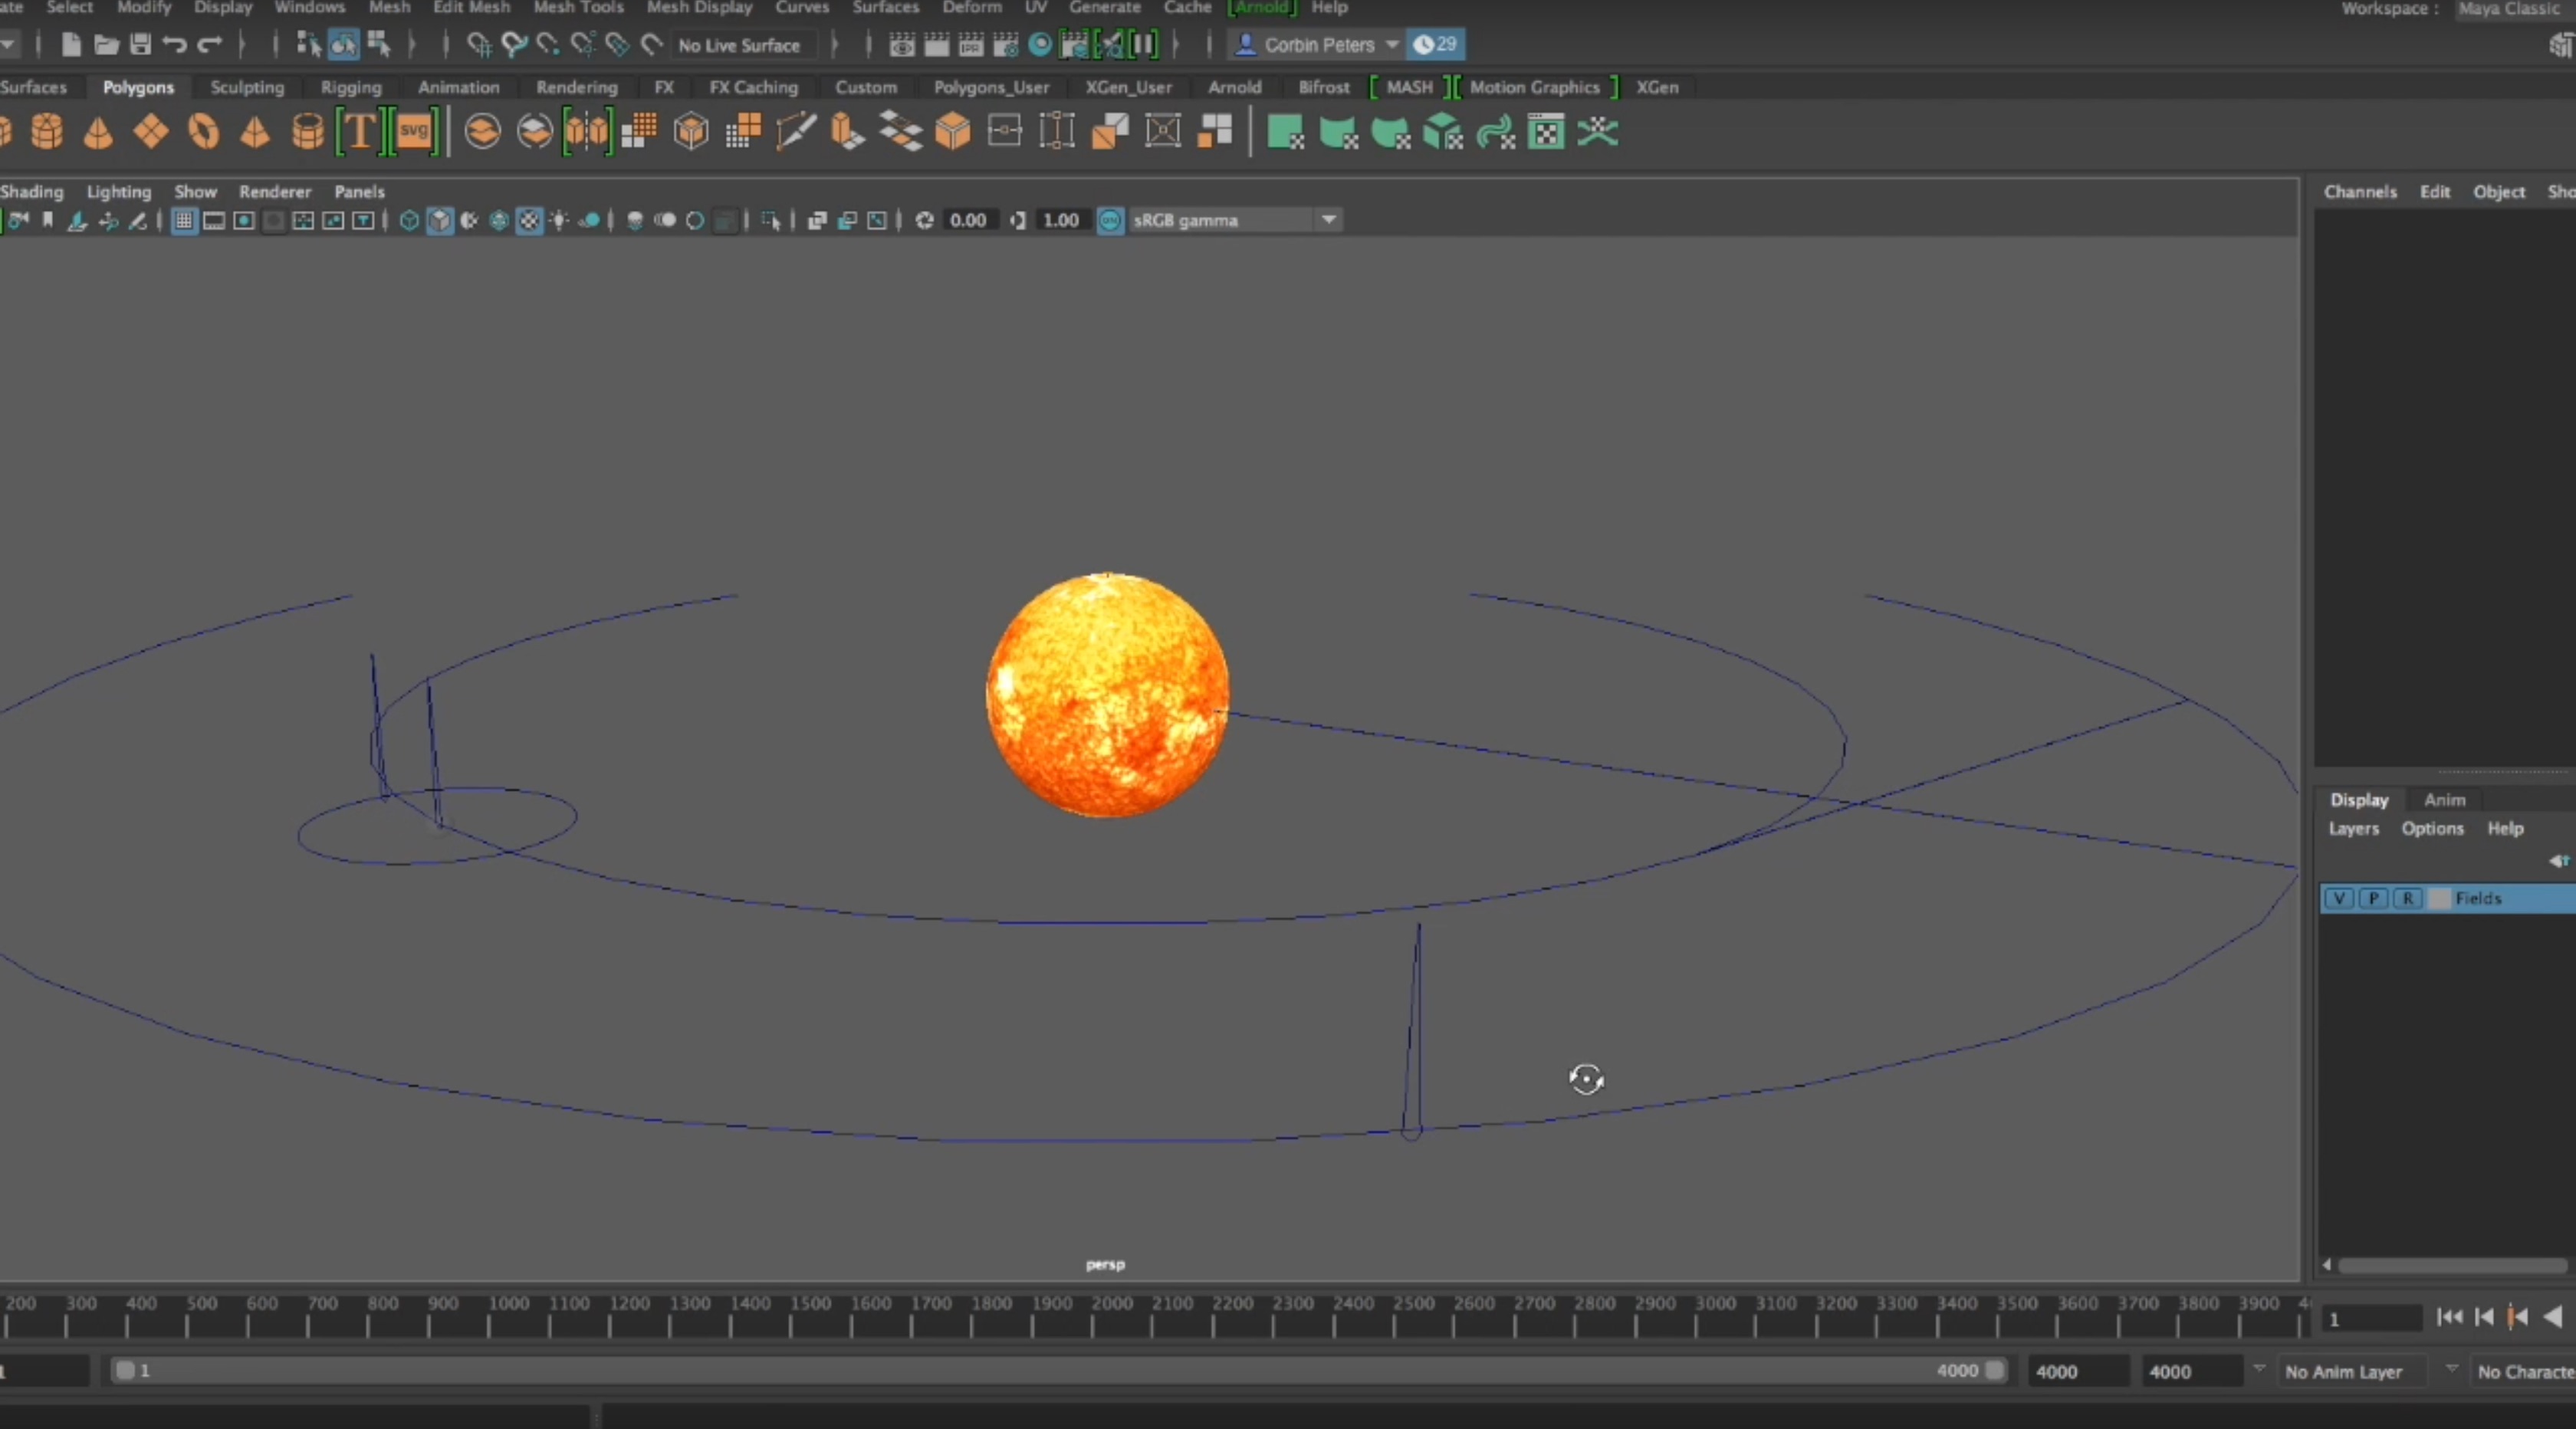 ate Select Modify Display Windows Mesh Edit Mesh Mesh Tools Mesh Display Curves Surfaces Deform UV Generate Cache [Arnold] Help Workspace : Maya Classic
No Live Surface Corbin Peters 29
Surfaces Polygons Sculpting Rigging Animation Rendering FX FX Caching Custom Polygons_User XGen_User Arnold Bifrost [ MASH ][ Motion Graphics ] XGen
T svg
Shading Lighting Show Renderer Panels Channels Edit Object Sho
0.00 1.00 ON sRGB gamma
Display Anim
Layers Options Help
V P R Fields
persp
200 300 400 500 600 700 800 900 1000 1100 1200 1300 1400 1500 1600 1700 1800 1900 2000 2100 2200 2300 2400 2500 2600 2700 2800 2900 3000 3100 3200 3300 3400 3500 3600 3700 3800 3900 4
1
1 1 4000 4000 4000 No Anim Layer No Characte